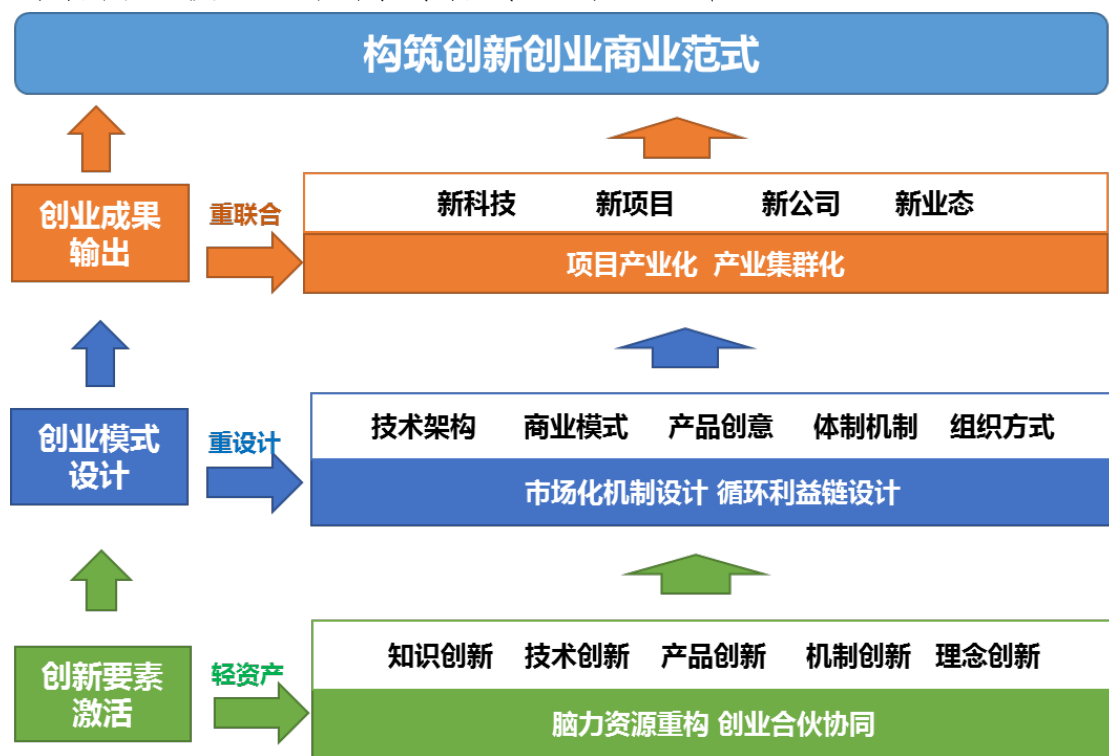 构筑创新创业商业范式
创业成果
输出
重联合
新科技 新项目 新公司 新业态
项目产业化 产业集群化
创业模式
设计
重设计
技术架构 商业模式 产品创意 体制机制 组织方式
市场化机制设计 循环利益链设计
创新要素
激活
轻资产
知识创新 技术创新 产品创新 机制创新 理念创新
脑力资源重构 创业合伙协同